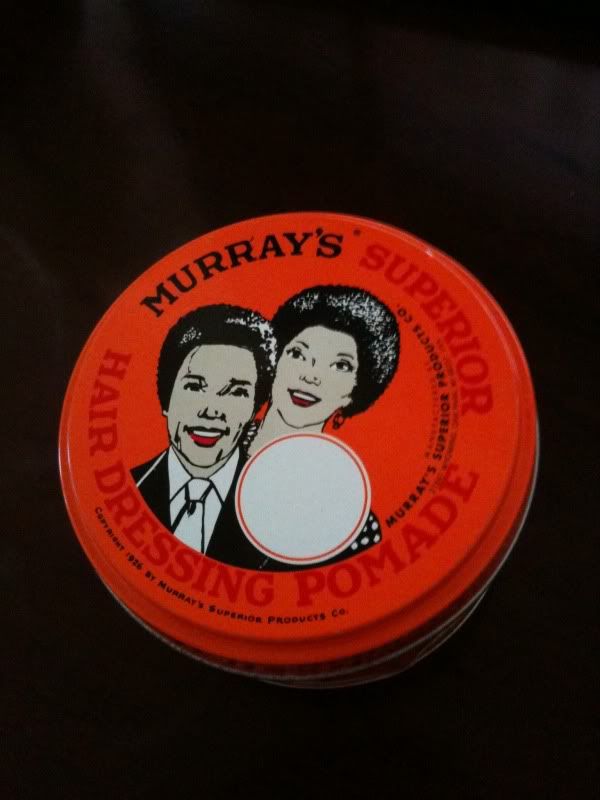 MURRAY'S® SUPERIOR
HAIR DRESSING POMADE
MURRAY'S SUPERIOR PRODUCTS CO.
COPYRIGHT 1926 BY MURRAY'S SUPERIOR PRODUCTS CO.